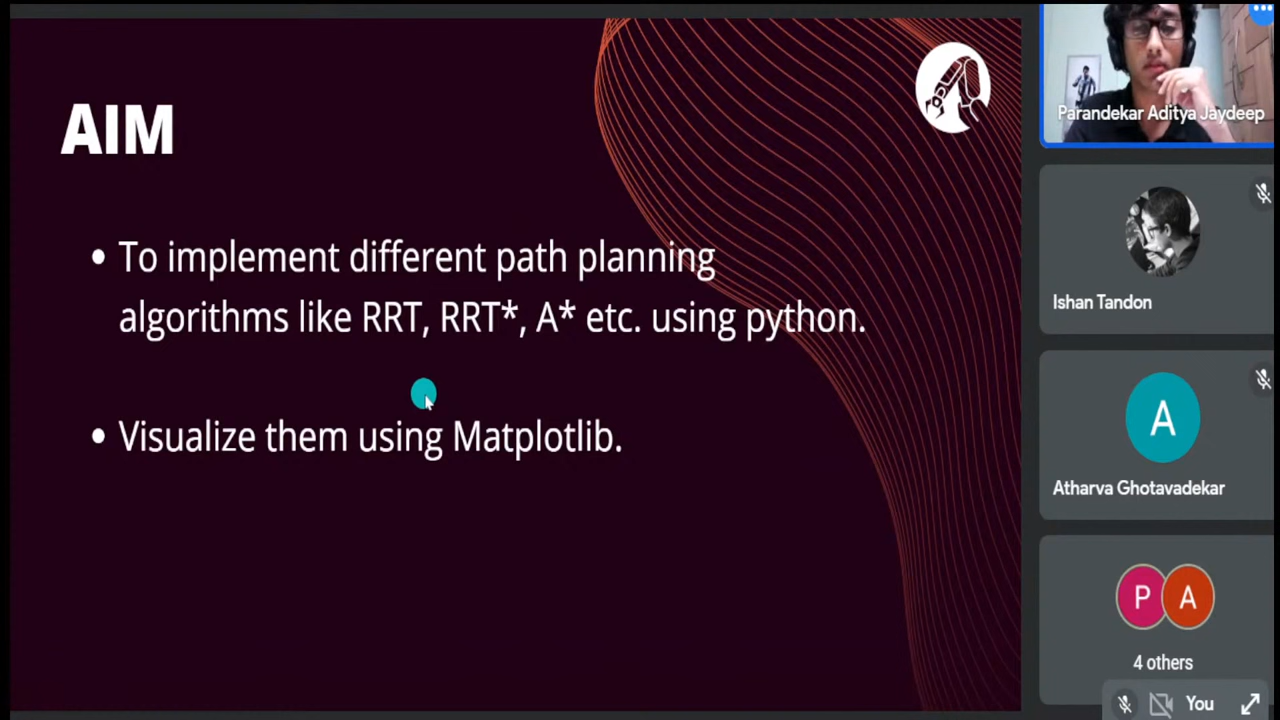 AIM
• To implement different path planning
algorithms like RRT, RRT*, A* etc. using python.
• Visualize them using Matplotlib.
Parandekar Aditya Jaydeep
Ishan Tandon
A
Atharva Ghotavadekar
P A
4 others
You